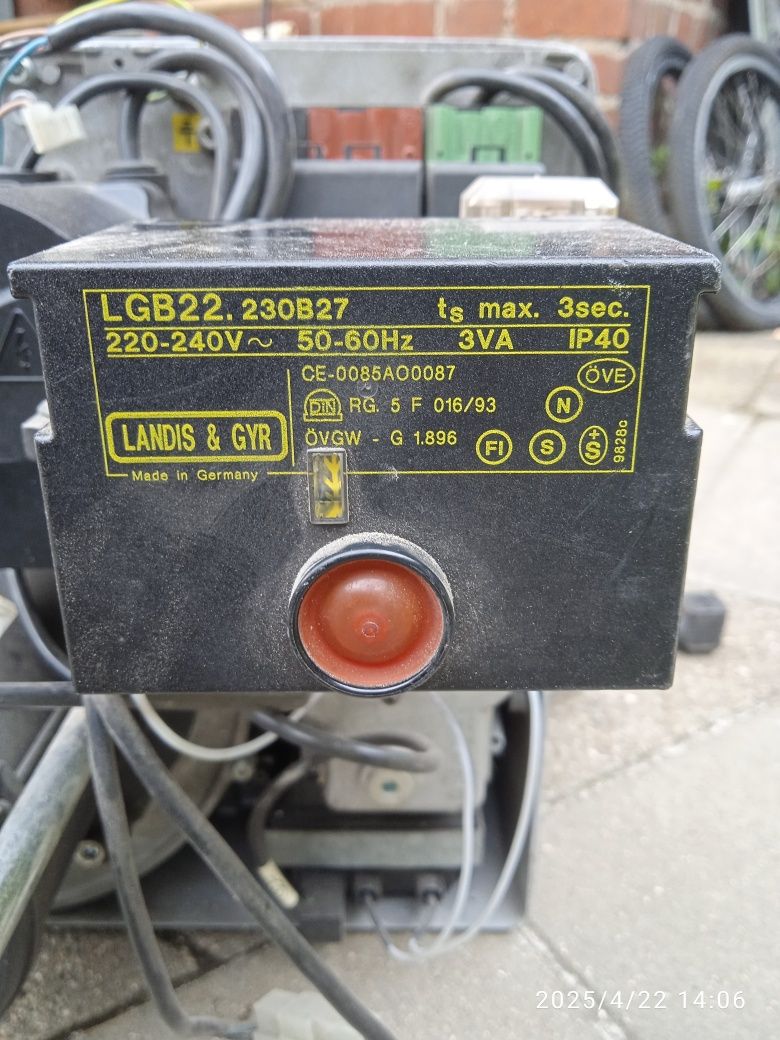 LGB22. 230B27 ts max. 3sec.
220-240V~ 50-60Hz 3VA IP40
CE-0085AO0087 ÖVE
DIN RG. 5 F 016/93 N
LANDIS & GYR
ÖVGW - G 1.896 FI S +S
9828c
Made in Germany
2025/4/22 14:06